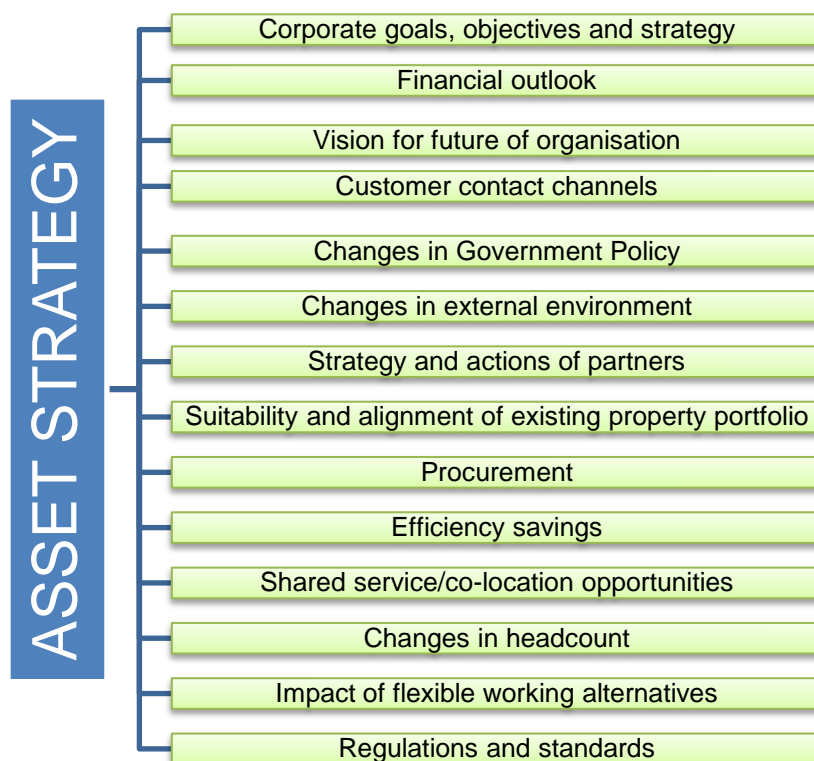 ASSET STRATEGY
Corporate goals, objectives and strategy
Financial outlook
Vision for future of organisation
Customer contact channels
Changes in Government Policy
Changes in external environment
Strategy and actions of partners
Suitability and alignment of existing property portfolio
Procurement
Efficiency savings
Shared service/co-location opportunities
Changes in headcount
Impact of flexible working alternatives
Regulations and standards